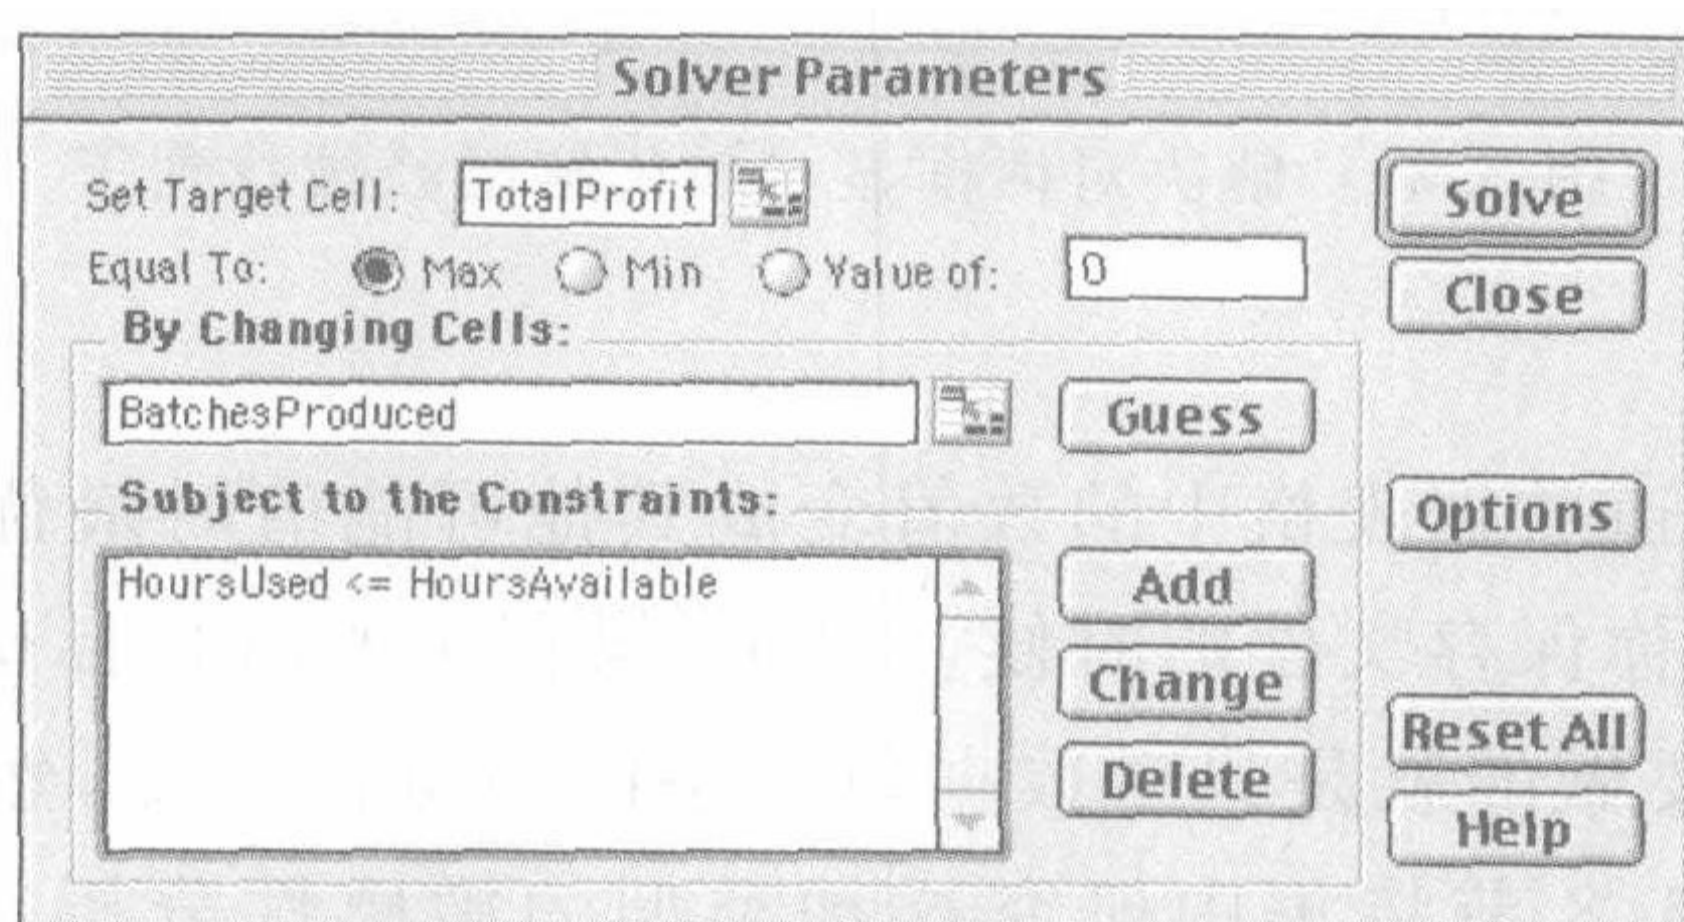 Solver Parameters
Set Target Cell: TotalProfit
Solve
Equal To: Max Min Value of: 0
Close
By Changing Cells:
BatchesProduced
Guess
Subject to the Constraints:
Options
HoursUsed <= HoursAvailable
Add
Change
Reset All
Delete
Help